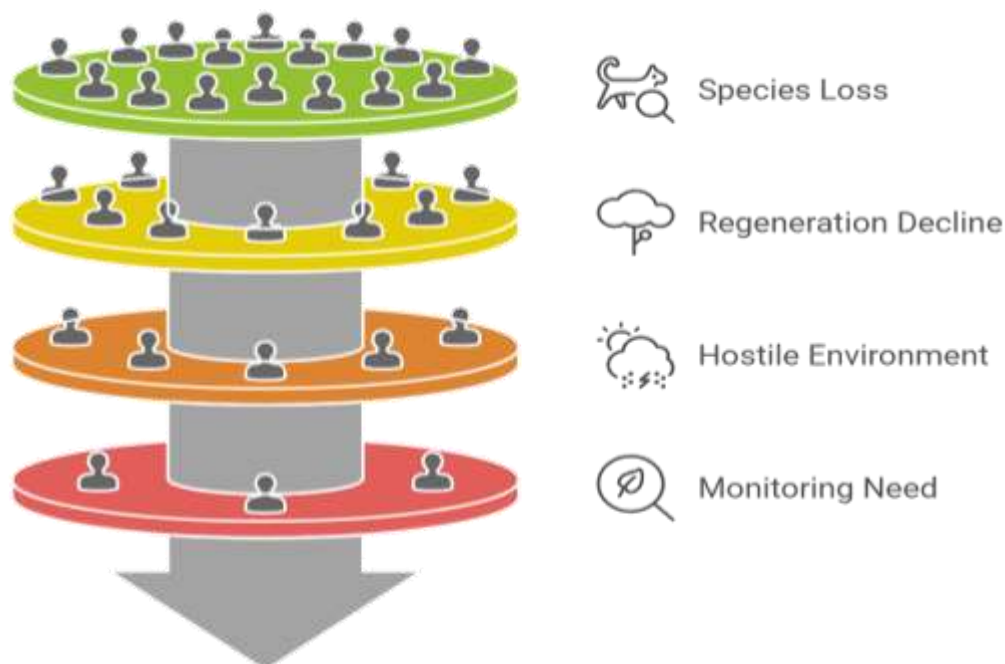 Species Loss
Regeneration Decline
Hostile Environment
Monitoring Need